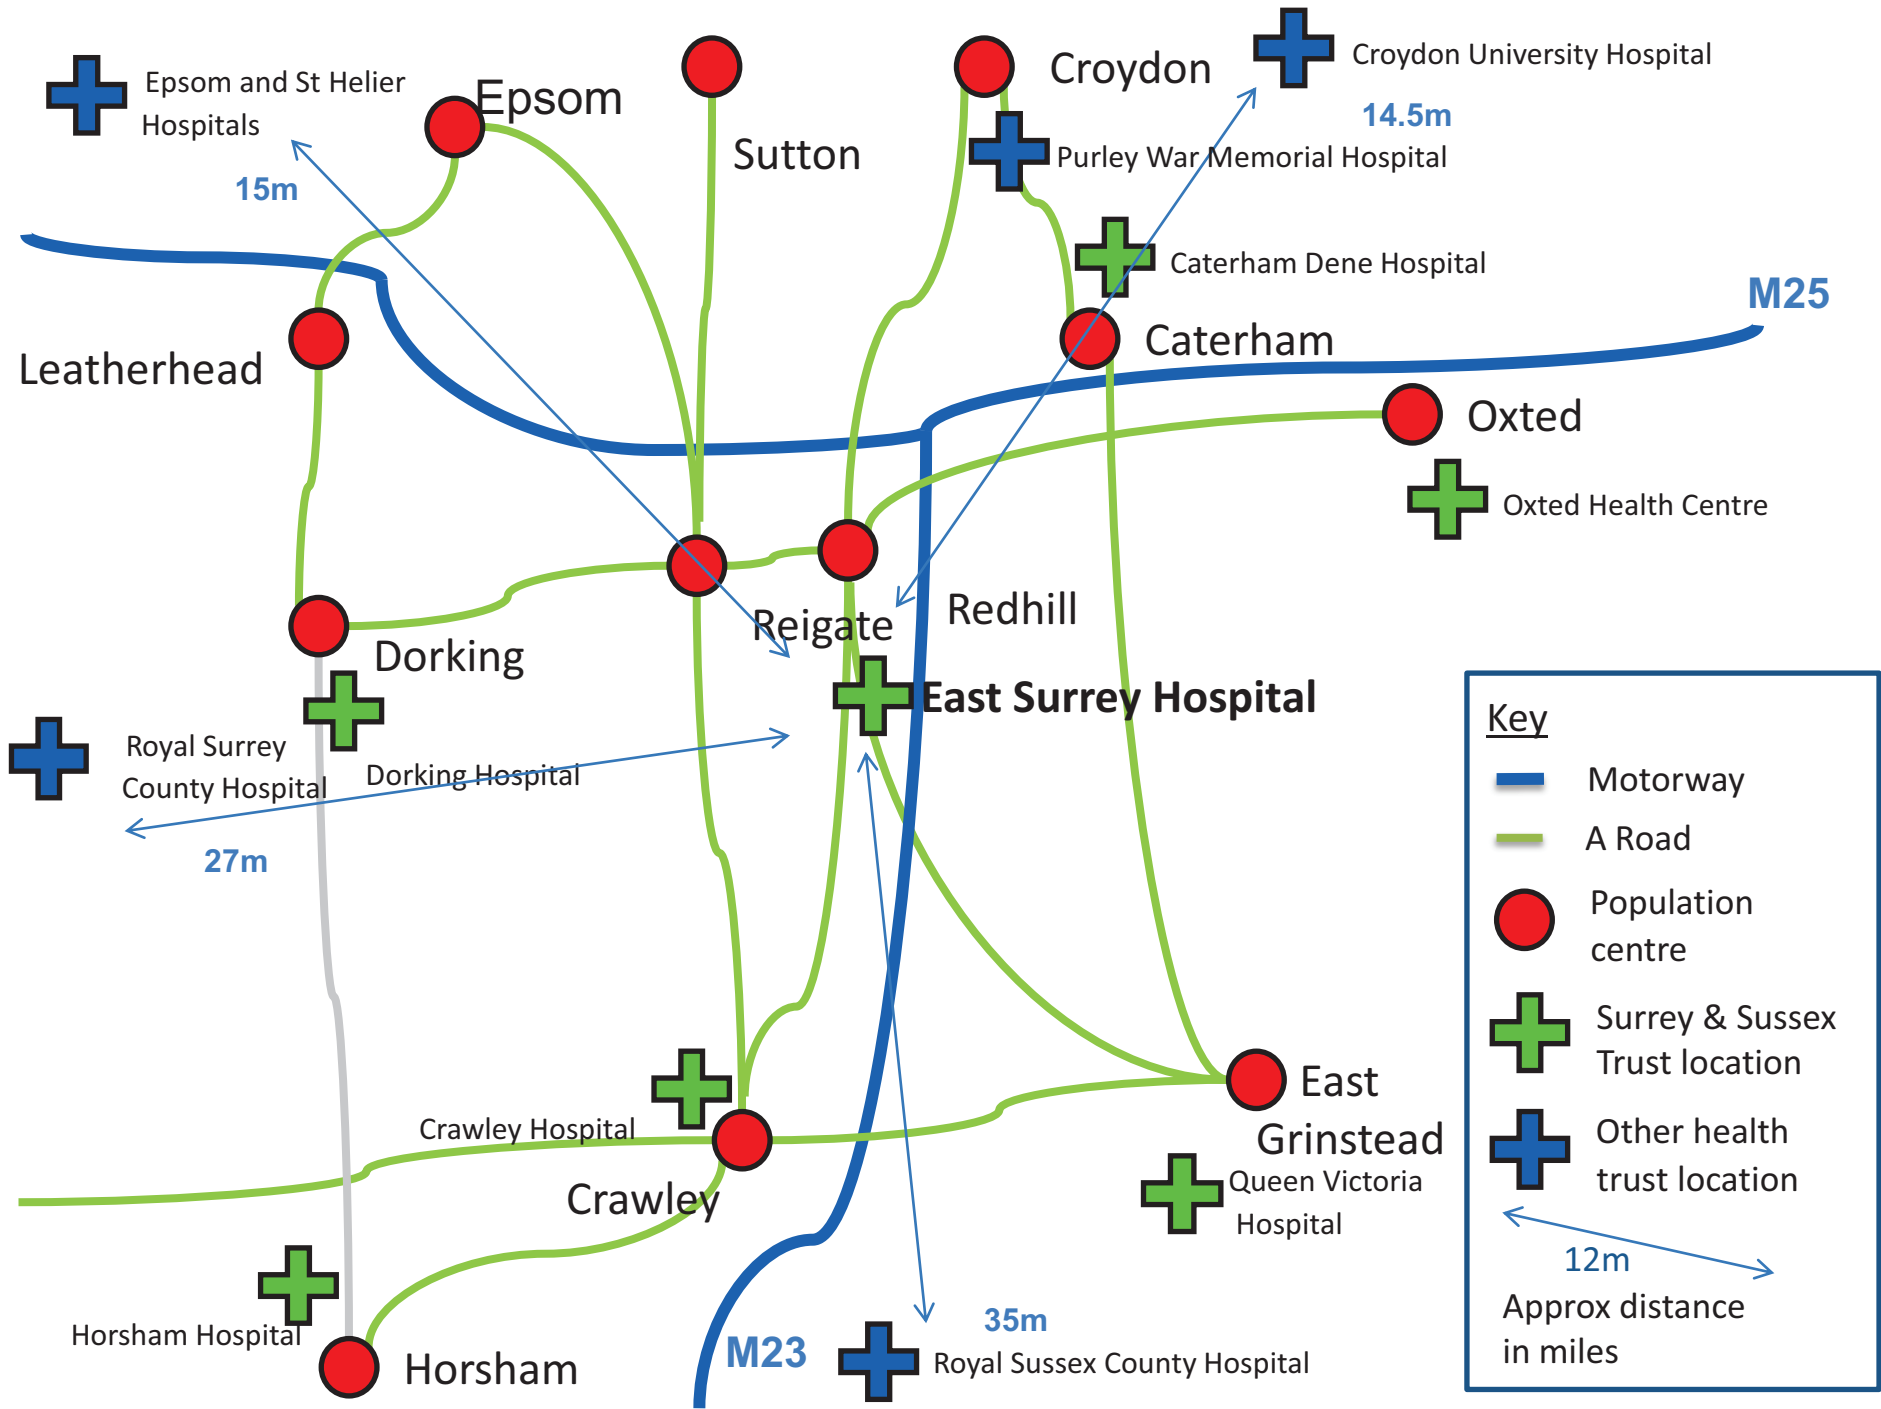 Epsom and St Helier
Hospitals
15m
Epsom
Sutton
Croydon
Croydon University Hospital
14.5m
Purley War Memorial Hospital
Caterham Dene Hospital
M25
Leatherhead
Caterham
Oxted
Oxted Health Centre
Reigate
Redhill
Dorking
East Surrey Hospital
Royal Surrey
County Hospital
Dorking Hospital
27m
Crawley Hospital
Crawley
East
Grinstead
Queen Victoria
Hospital
Horsham Hospital
Horsham
M23
35m
Royal Sussex County Hospital
Key
Motorway
A Road
Population
centre
Surrey & Sussex
Trust location
Other health
trust location
12m
Approx distance
in miles